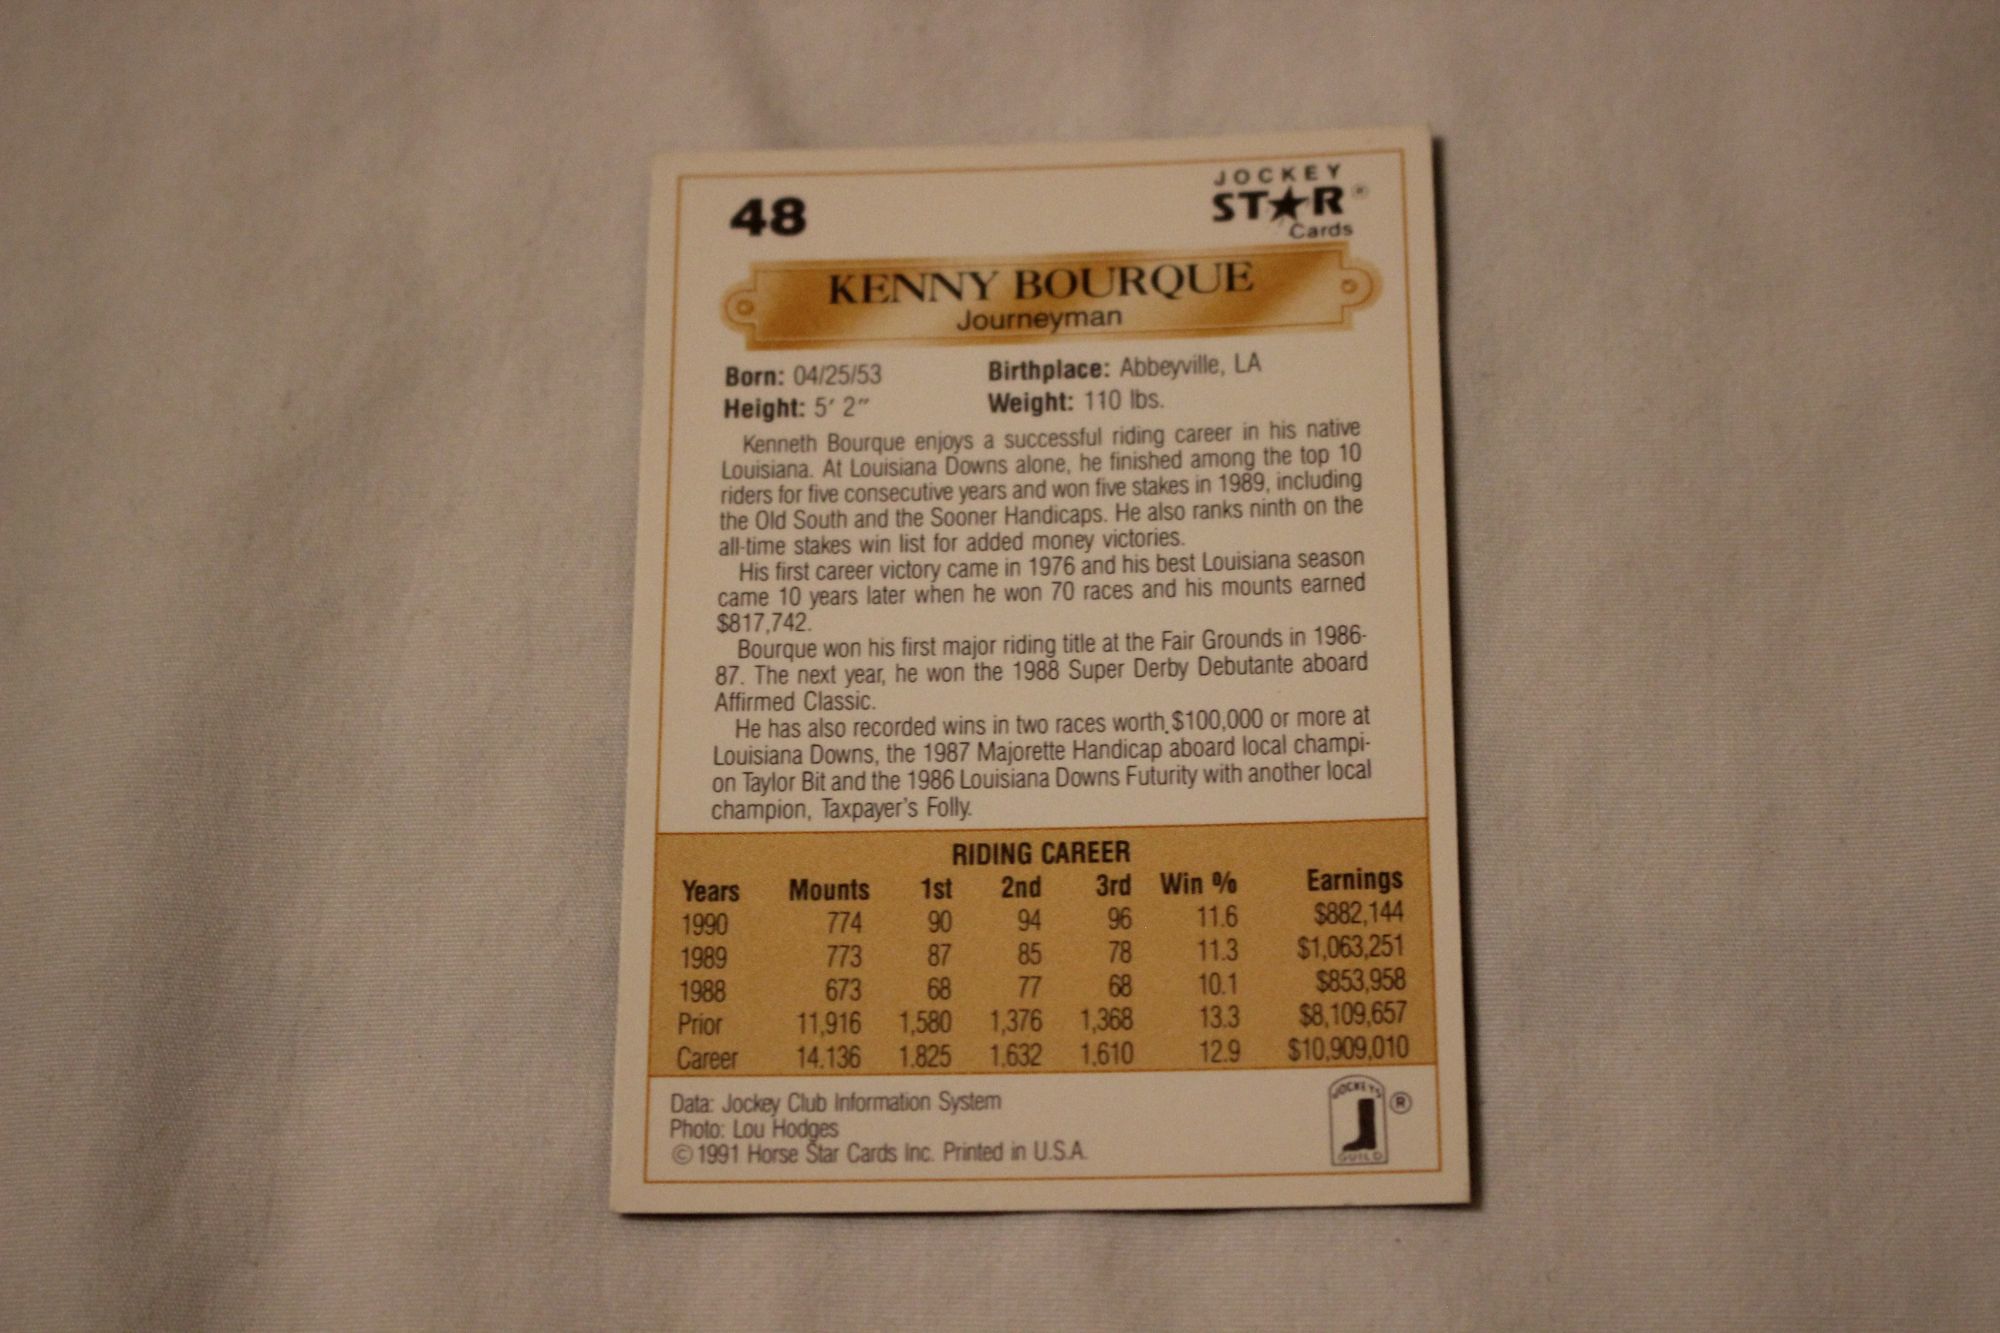 48
JOCKEY
ST★R®
Cards
KENNY BOURQUE
Journeyman
Born: 04/25/53 Birthplace: Abbeyville, LA
Height: 5' 2" Weight: 110 lbs.
Kenneth Bourque enjoys a successful riding career in his native
Louisiana. At Louisiana Downs alone, he finished among the top 10
riders for five consecutive years and won five stakes in 1989, including
the Old South and the Sooner Handicaps. He also ranks ninth on the
all-time stakes win list for added money victories.
His first career victory came in 1976 and his best Louisiana season
came 10 years later when he won 70 races and his mounts earned
$817,742.
Bourque won his first major riding title at the Fair Grounds in 1986-
87. The next year, he won the 1988 Super Derby Debutante aboard
Affirmed Classic.
He has also recorded wins in two races worth $100,000 or more at
Louisiana Downs, the 1987 Majorette Handicap aboard local champi-
on Taylor Bit and the 1986 Louisiana Downs Futurity with another local
champion, Taxpayer's Folly.
RIDING CAREER
Years Mounts 1st 2nd 3rd Win % Earnings
1990 774 90 94 96 11.6 $882,144
1989 773 87 85 78 11.3 $1,063,251
1988 673 68 77 68 10.1 $853,958
Prior 11,916 1,580 1,376 1,368 13.3 $8,109,657
Career 14,136 1,825 1,632 1,610 12.9 $10,909,010
Data: Jockey Club Information System
Photo: Lou Hodges
© 1991 Horse Star Cards Inc. Printed in U.S.A.
JOCKEYS
GUILD
®